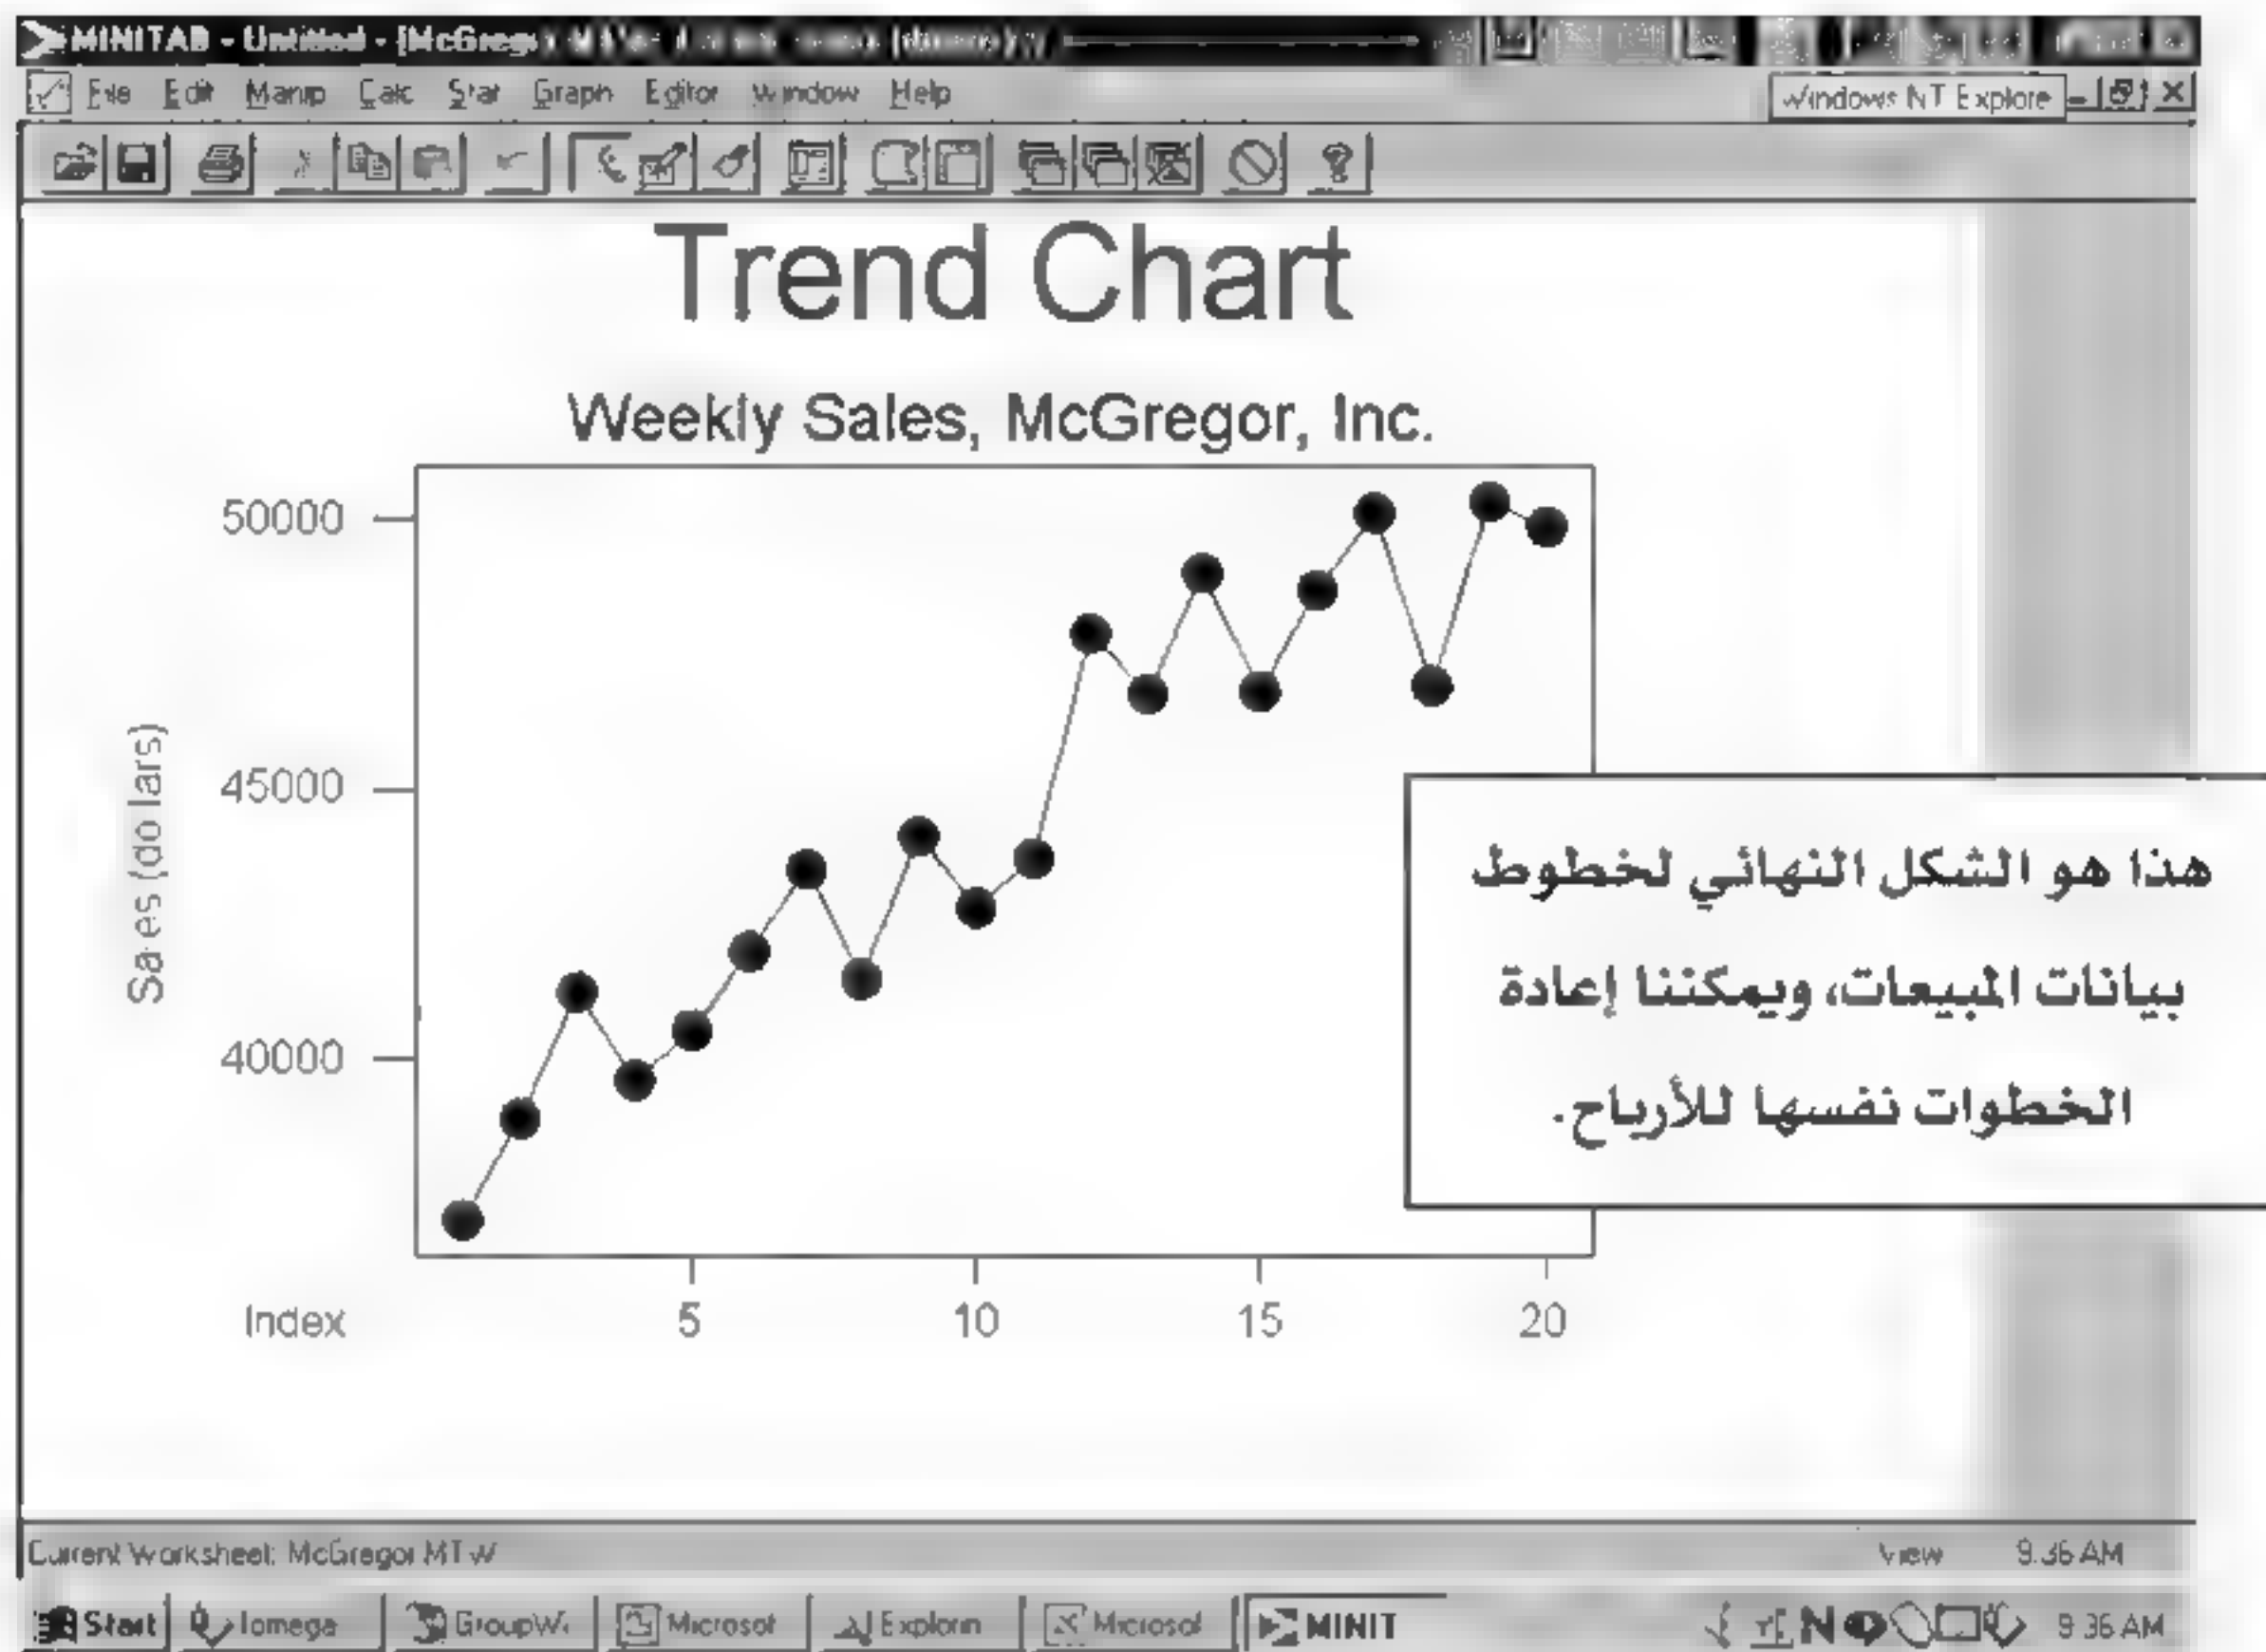 MINITAB - Untitled - [McGreg
File Edit Manip Calc Stat Graph Editor Window Help
Windows NT Explore
Trend Chart
Weekly Sales, McGregor, Inc.
50000
45000
40000
Sales (dollars)
Index 5 10 15 20
هذا هو الشكل النهائي لخطوط
بيانات المبيعات، ويمكننا إعادة
الخطوات نفسها للأرباح.
Current Worksheet: McGregor.MTW View 9:36 AM
Start Iomega GroupWi Microsof Explorin Microsof MINIT 9:36 AM